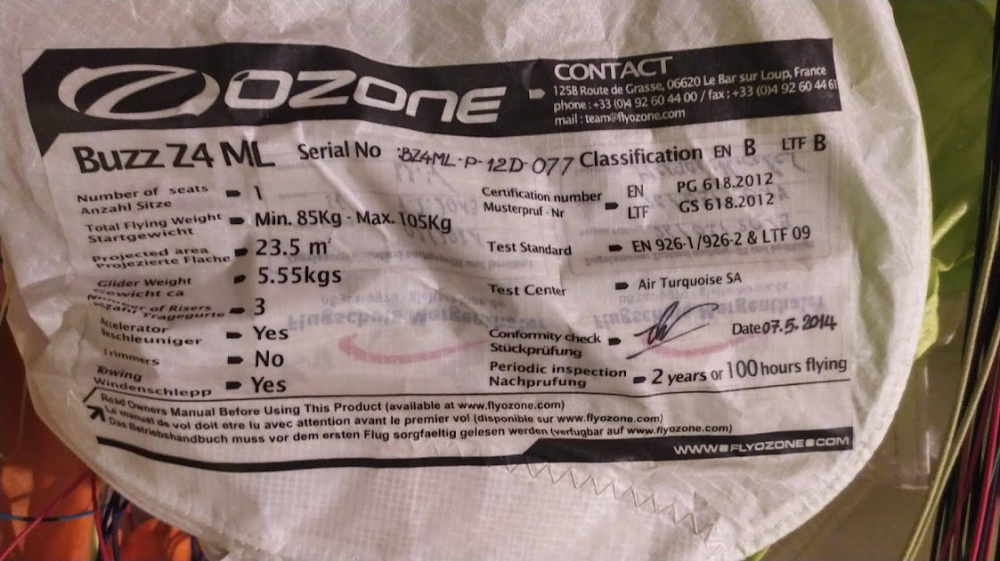 OZONE
CONTACT
1258 Route de Grasse, 06620 Le Bar sur Loup, France
phone : +33 (0)4 92 60 44 00 / fax : +33 (0)4 92 60 44 61
mail : team@flyozone.com
Buzz Z4 ML Serial No BZ4ML-P-12D-077 Classification EN B LTF B
Number of seats 1
Anzahl Sitze
Total Flying Weight Min. 85Kg - Max. 105Kg
Startgewicht
Projected area 23.5 m²
Projezierte Flache
Glider Weight 5.55kgs
Gewicht ca
Number of Risers 3
Tragegurte
Accelerator Yes
Beschleuniger
Trimmers No
Towing Yes
Windenschlepp
Certification number EN PG 618.2012
Musterpruf - Nr LTF GS 618.2012
Test Standard EN 926-1/926-2 & LTF 09
Test Center Air Turquoise SA
Conformity check Date 07.5.2014
Stückprüfung
Periodic inspection 2 years or 100 hours flying
Nachprufung
Read Owners Manual Before Using This Product (available at www.flyozone.com)
Le manuel de vol doit etre lu avec attention avant le premier vol (disponible sur www.flyozone.com)
Das Betriebshandbuch muss vor dem ersten Flug sorgfaeltig gelesen werden (verfugbar auf www.flyozone.com)
WWW.FLYOZONE.COM